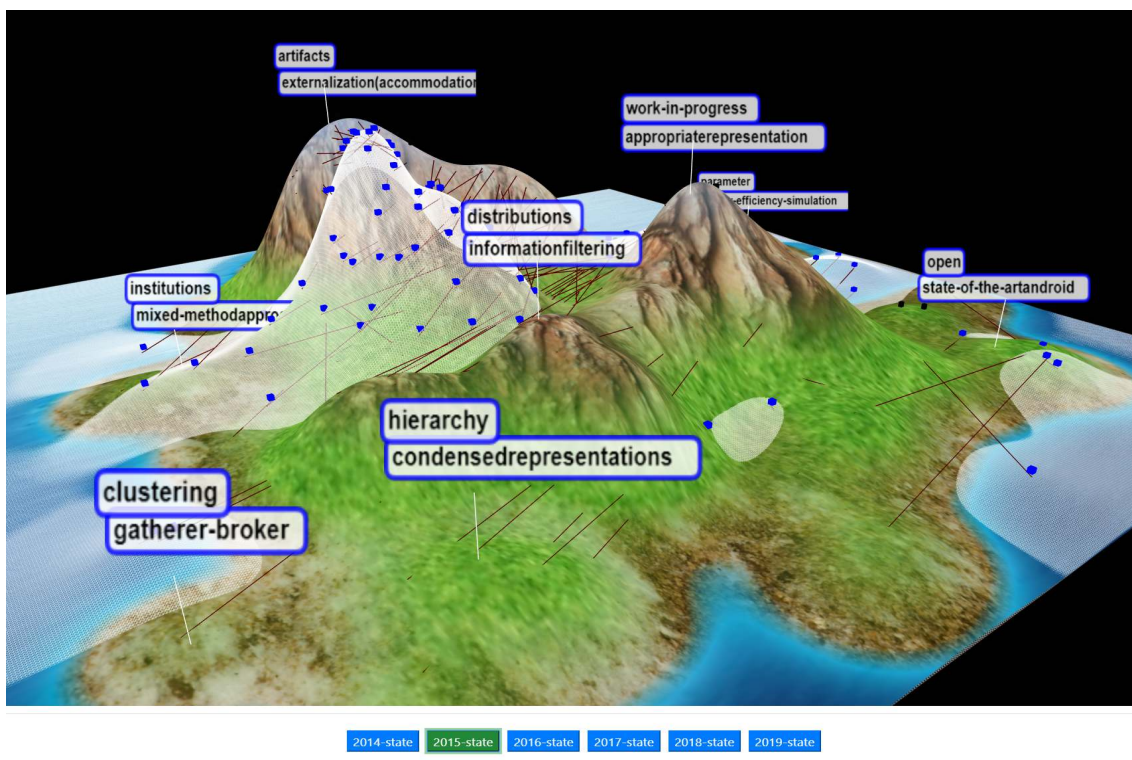 artifacts
externalization(accommodation
work-in-progress
appropriaterepresentation
parameter
-efficiency-simulation
distributions
informationfiltering
open
state-of-the-artandroid
institutions
mixed-methodappro
hierarchy
condensedrepresentations
clustering
gatherer-broker
2014-state 2015-state 2016-state 2017-state 2018-state 2019-state